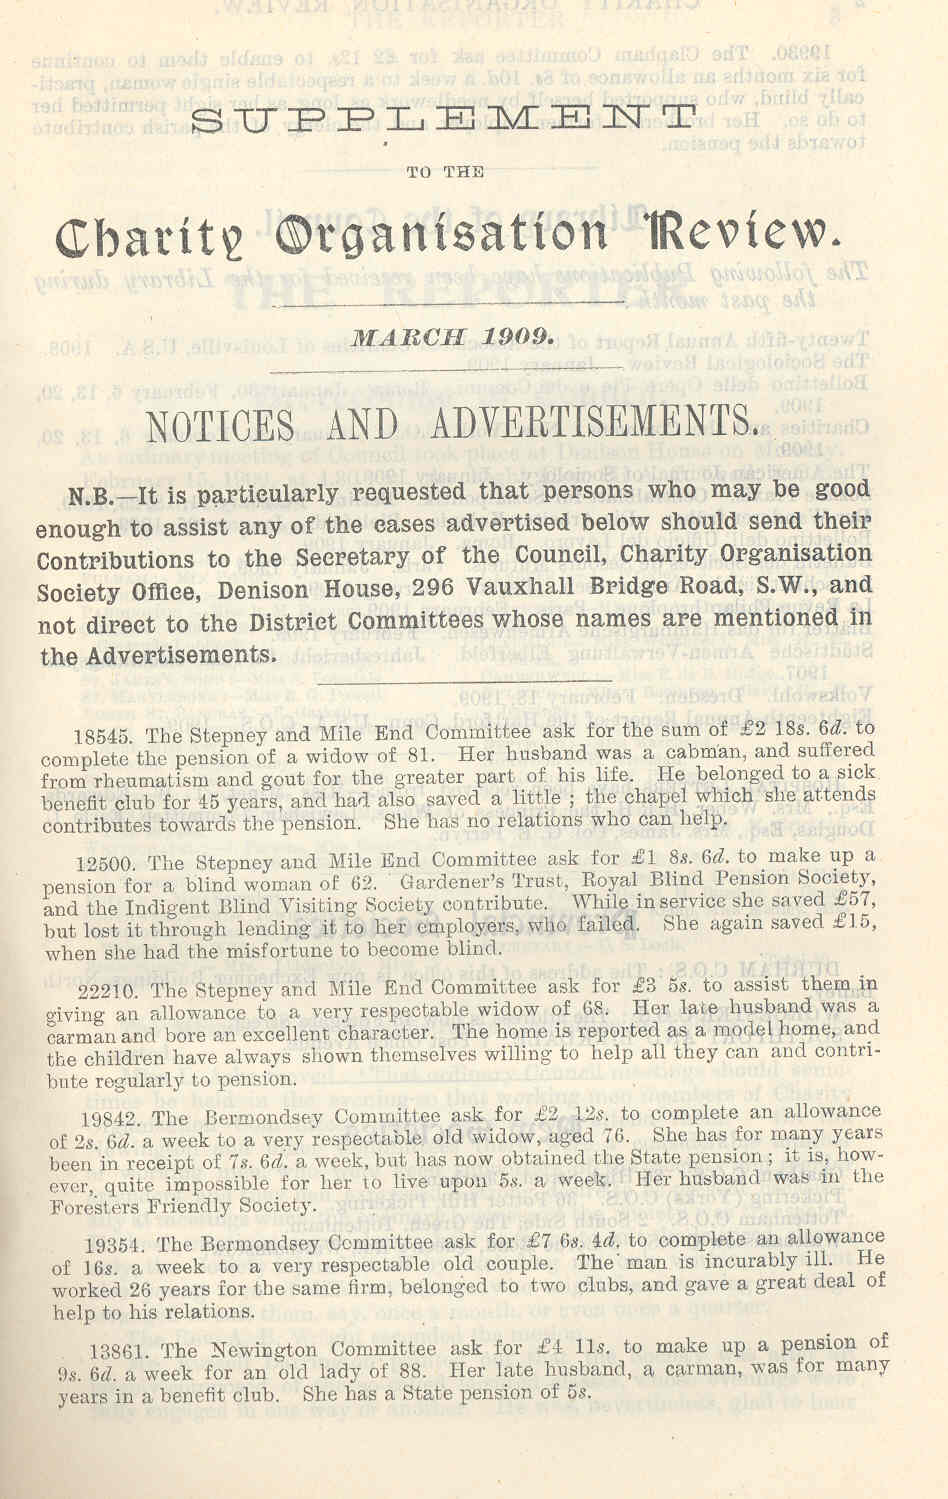 SUPPLEMENT
TO THE
Charity Organisation Review.
MARCH 1909.
NOTICES AND ADVERTISEMENTS.
N.B.—It is particularly requested that persons who may be good
enough to assist any of the cases advertised below should send their
Contributions to the Secretary of the Council, Charity Organisation
Society Office, Denison House, 296 Vauxhall Bridge Road, S.W., and
not direct to the District Committees whose names are mentioned in
the Advertisements.
18545. The Stepney and Mile End Committee ask for the sum of £2 18s. 6d. to
complete the pension of a widow of 81. Her husband was a cabman, and suffered
from rheumatism and gout for the greater part of his life. He belonged to a sick
benefit club for 45 years, and had also saved a little ; the chapel which she attends
contributes towards the pension. She has no relations who can help.
12500. The Stepney and Mile End Committee ask for £1 8s. 6d. to make up a
pension for a blind woman of 62. Gardener's Trust, Royal Blind Pension Society,
and the Indigent Blind Visiting Society contribute. While in service she saved £57,
but lost it through lending it to her employers, who failed. She again saved £15,
when she had the misfortune to become blind.
22210. The Stepney and Mile End Committee ask for £3 5s. to assist them in
giving an allowance to a very respectable widow of 68. Her late husband was a
carman and bore an excellent character. The home is reported as a model home, and
the children have always shown themselves willing to help all they can and contri-
bute regularly to pension.
19842. The Bermondsey Committee ask for £2 12s. to complete an allowance
of 2s. 6d. a week to a very respectable old widow, aged 76. She has for many years
been in receipt of 7s. 6d. a week, but has now obtained the State pension ; it is, how-
ever, quite impossible for her to live upon 5s. a week. Her husband was in the
Foresters Friendly Society.
19354. The Bermondsey Committee ask for £7 6s. 4d. to complete an allowance
of 16s. a week to a very respectable old couple. The man is incurably ill. He
worked 26 years for the same firm, belonged to two clubs, and gave a great deal of
help to his relations.
13861. The Newington Committee ask for £4 11s. to make up a pension of
9s. 6d. a week for an old lady of 88. Her late husband, a carman, was for many
years in a benefit club. She has a State pension of 5s.